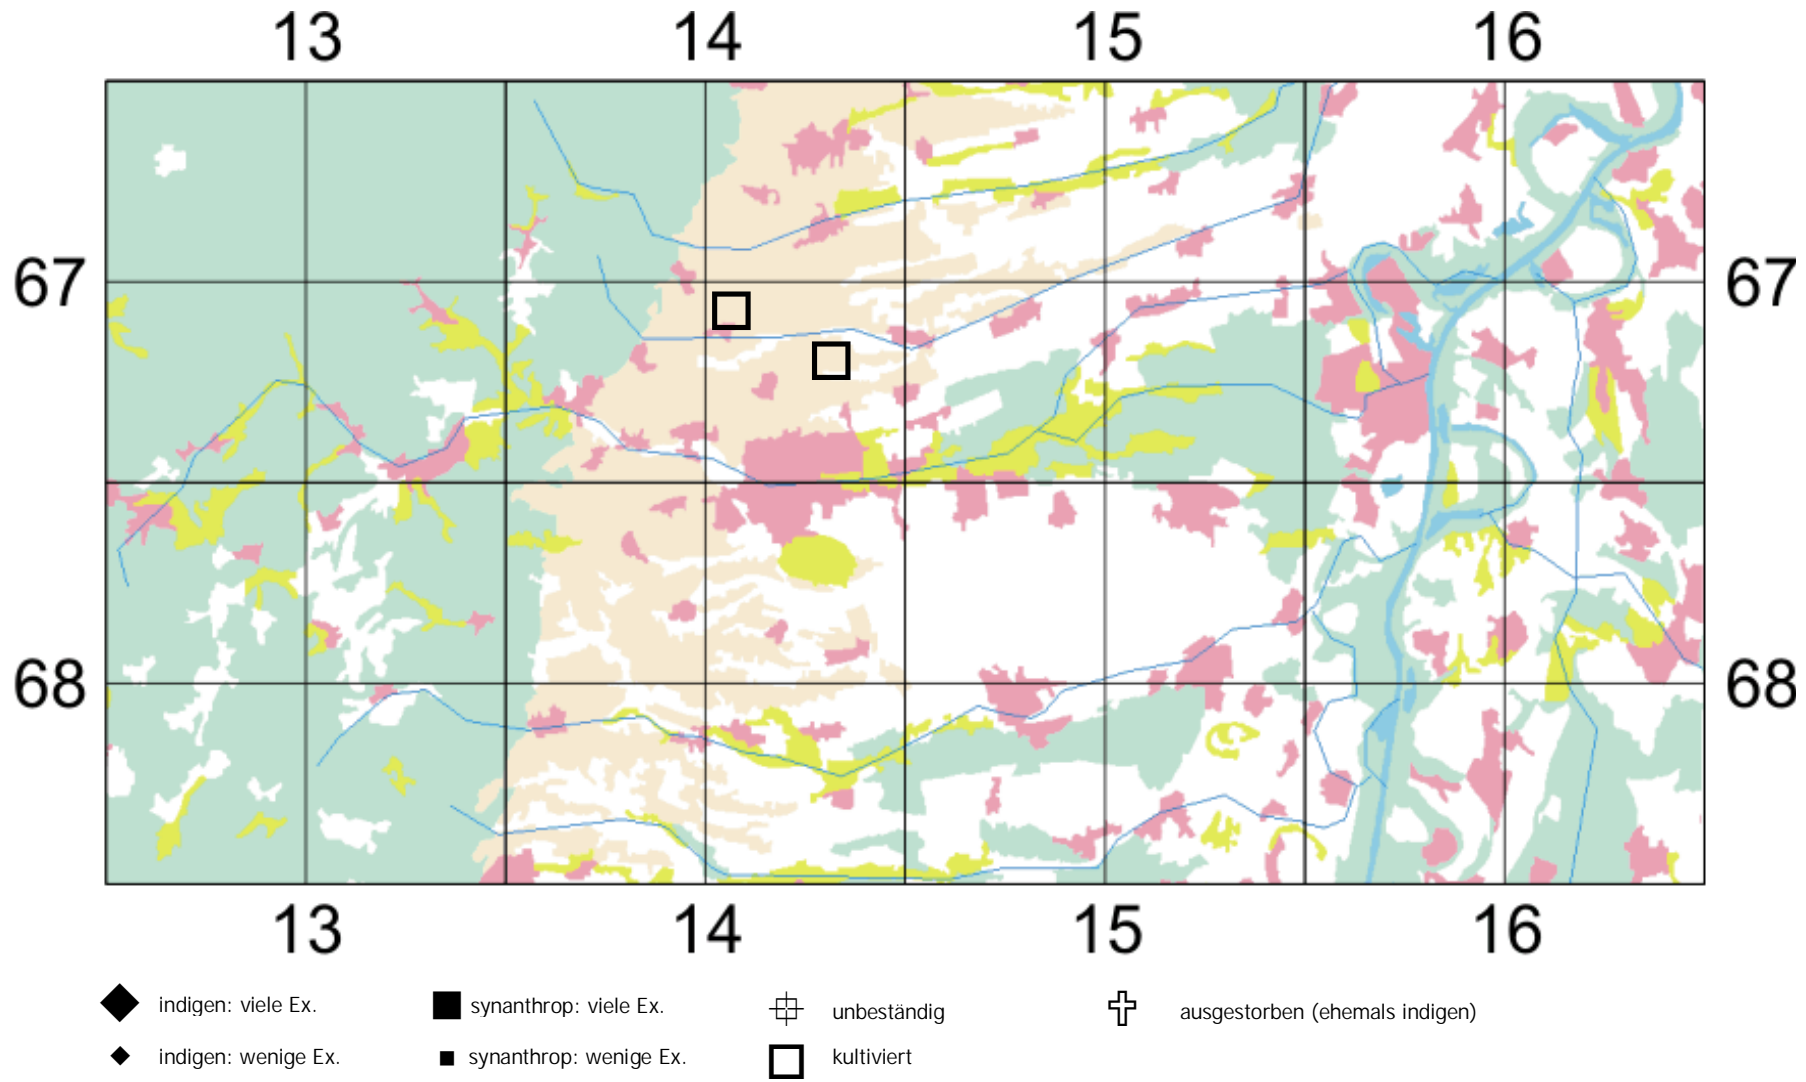 13 14 15 16
67 67
68 68
13 14 15 16
indigen: viele Ex. synanthrop: viele Ex. unbeständig ausgestorben (ehemals indigen)
indigen: wenige Ex. synanthrop: wenige Ex. kultiviert